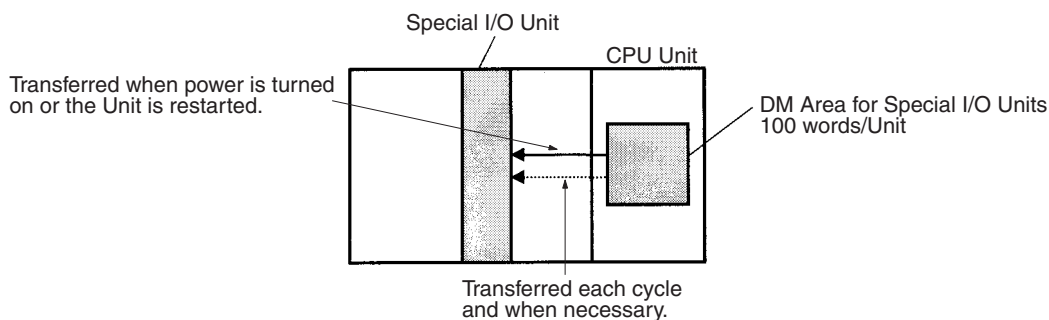 Special I/O Unit
CPU Unit
Transferred when power is turned
on or the Unit is restarted.
DM Area for Special I/O Units
100 words/Unit
Transferred each cycle
and when necessary.